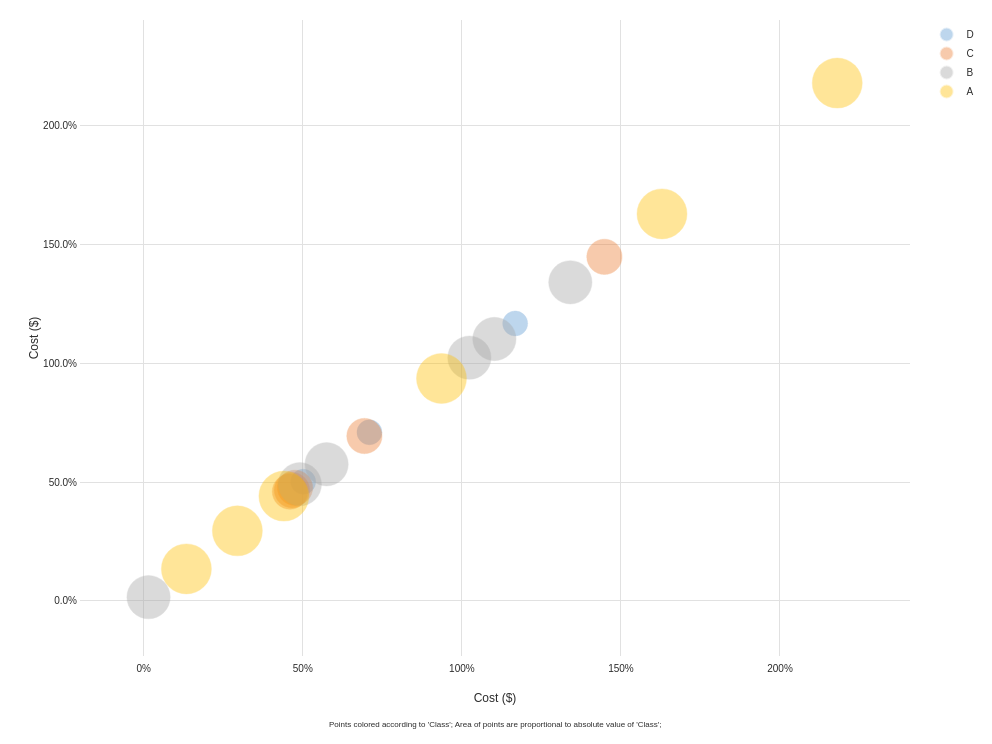 D
C
B
A
200.0%
150.0%
100.0%
50.0%
0.0%
Cost ($)
0% 50% 100% 150% 200%
Cost ($)
Points colored according to 'Class'; Area of points are proportional to absolute value of 'Class';